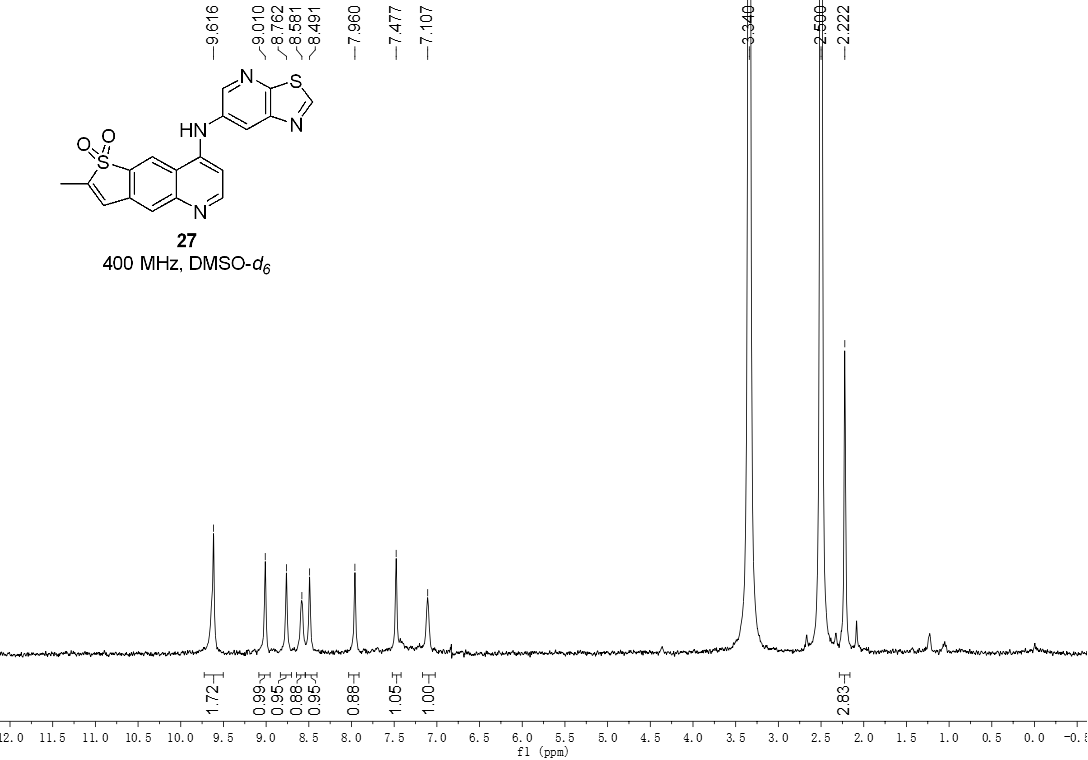 9.616
9.010
8.762
8.581
8.491
7.960
7.477
7.107
3.340
2.500
2.222
N
S
N
HN
O
O
S
N
27
400 MHz, DMSO-d6
1.72
0.99
0.95
0.88
0.95
0.88
1.05
1.00
2.83
12.0 11.5 11.0 10.5 10.0 9.5 9.0 8.5 8.0 7.5 7.0 6.5 6.0 5.5 5.0 4.5 4.0 3.5 3.0 2.5 2.0 1.5 1.0 0.5 0.0 -0.5
f1 (ppm)